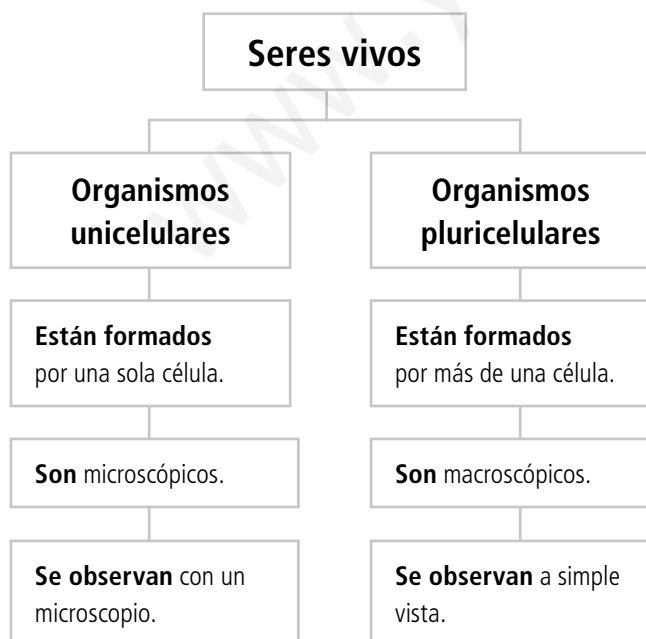 Seres vivos
Organismos
unicelulares
Están formados
por una sola célula.
Son microscópicos.
Se observan con un
microscopio.
Organismos
pluricelulares
Están formados
por más de una célula.
Son macroscópicos.
Se observan a simple
vista.
www.